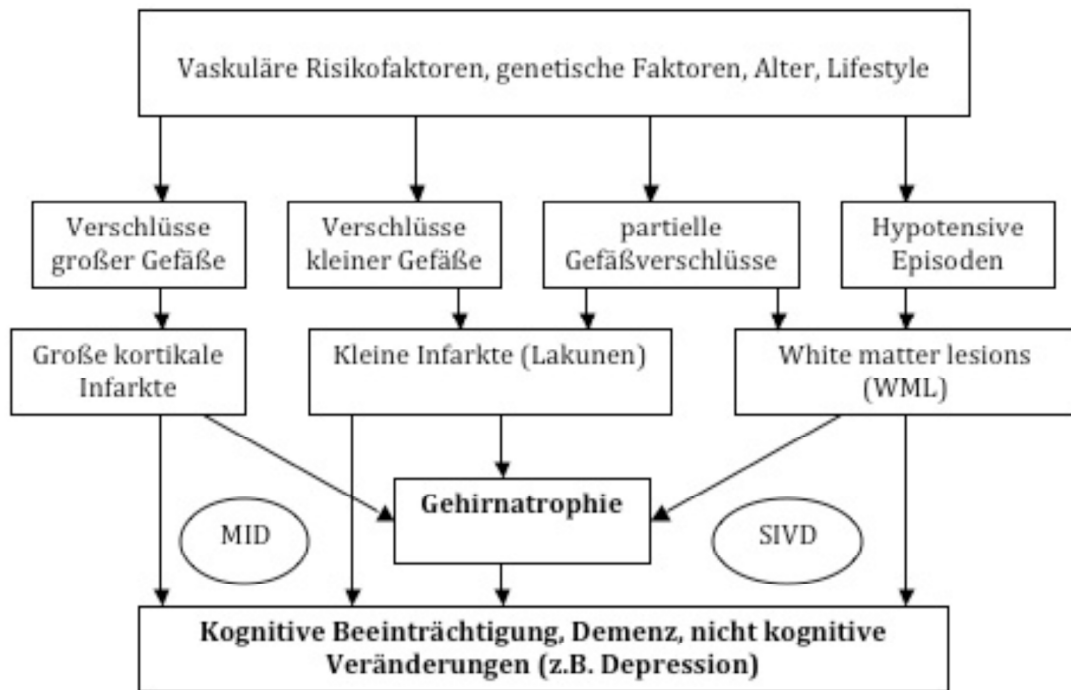 Vaskuläre Risikofaktoren, genetische Faktoren, Alter, Lifestyle
Verschlüsse
großer Gefäße
Verschlüsse
kleiner Gefäße
partielle
Gefäßverschlüsse
Hypotensive
Episoden
Große kortikale
Infarkte
Kleine Infarkte (Lakunen)
White matter lesions
(WML)
Gehirnatrophie
MID
SIVD
Kognitive Beeinträchtigung, Demenz, nicht kognitive
Veränderungen (z.B. Depression)